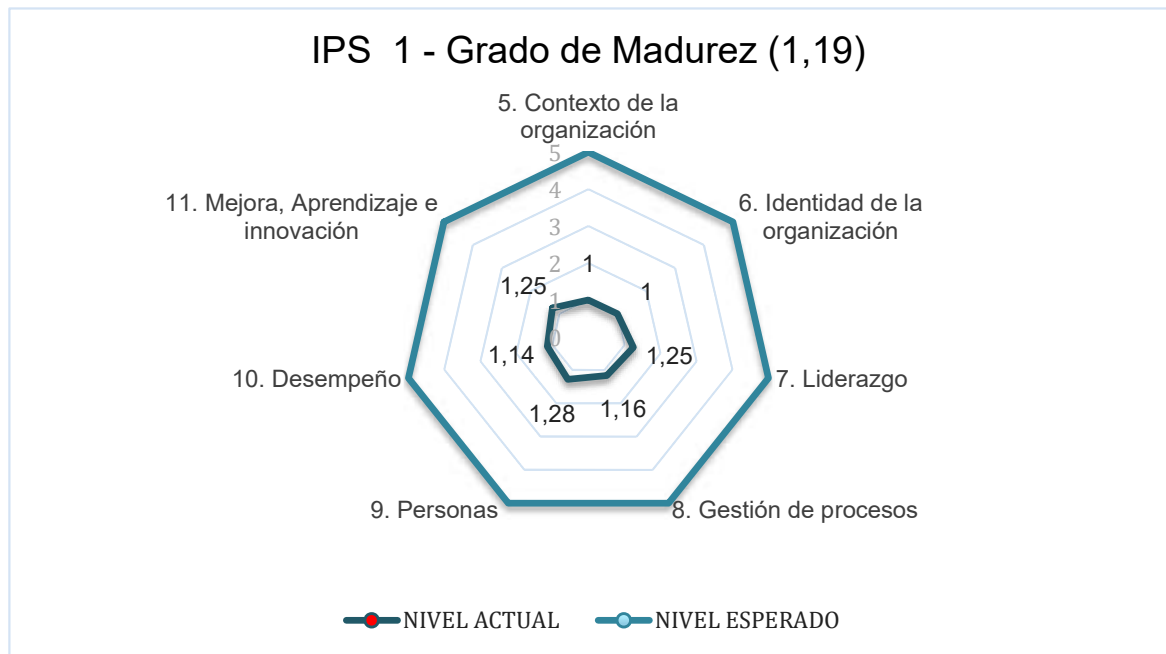 IPS 1 - Grado de Madurez (1,19)
5. Contexto de la
organización
6. Identidad de la
organización
7. Liderazgo
8. Gestión de procesos
9. Personas
10. Desempeño
11. Mejora, Aprendizaje e
innovación
5
4
3
2
1
0
1
1
1,25
1,16
1,28
1,14
1,25
NIVEL ACTUAL
NIVEL ESPERADO